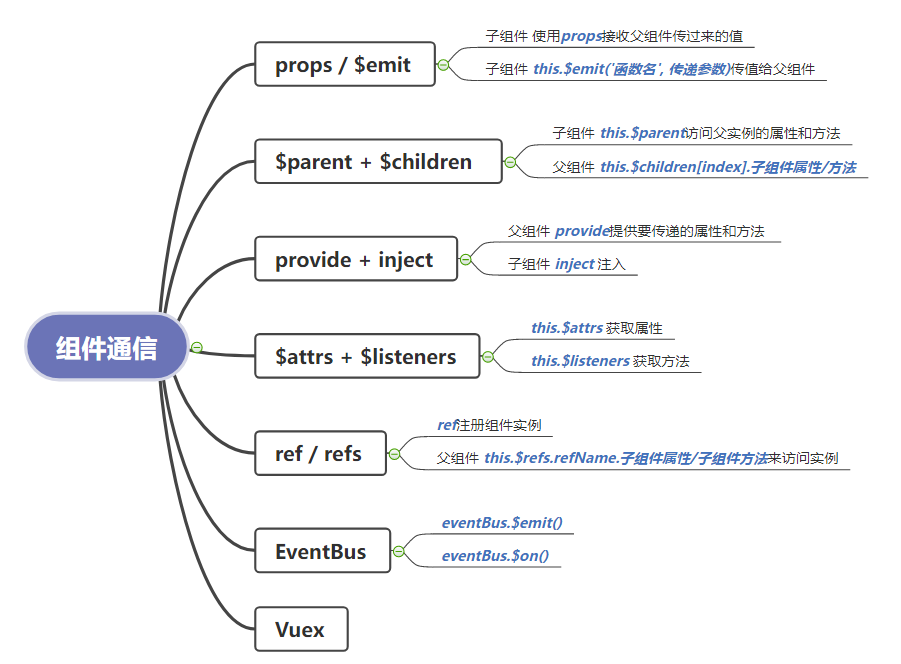 组件通信
props / $emit
子组件 使用props接收父组件传过来的值
子组件 this.$emit('函数名', 传递参数)传值给父组件
$parent + $children
子组件 this.$parent访问父实例的属性和方法
父组件 this.$children[index].子组件属性/方法
provide + inject
父组件 provide提供要传递的属性和方法
子组件 inject 注入
$attrs + $listeners
this.$attrs 获取属性
this.$listeners 获取方法
ref / refs
ref注册组件实例
父组件 this.$refs.refName.子组件属性/子组件方法来访问实例
EventBus
eventBus.$emit()
eventBus.$on()
Vuex